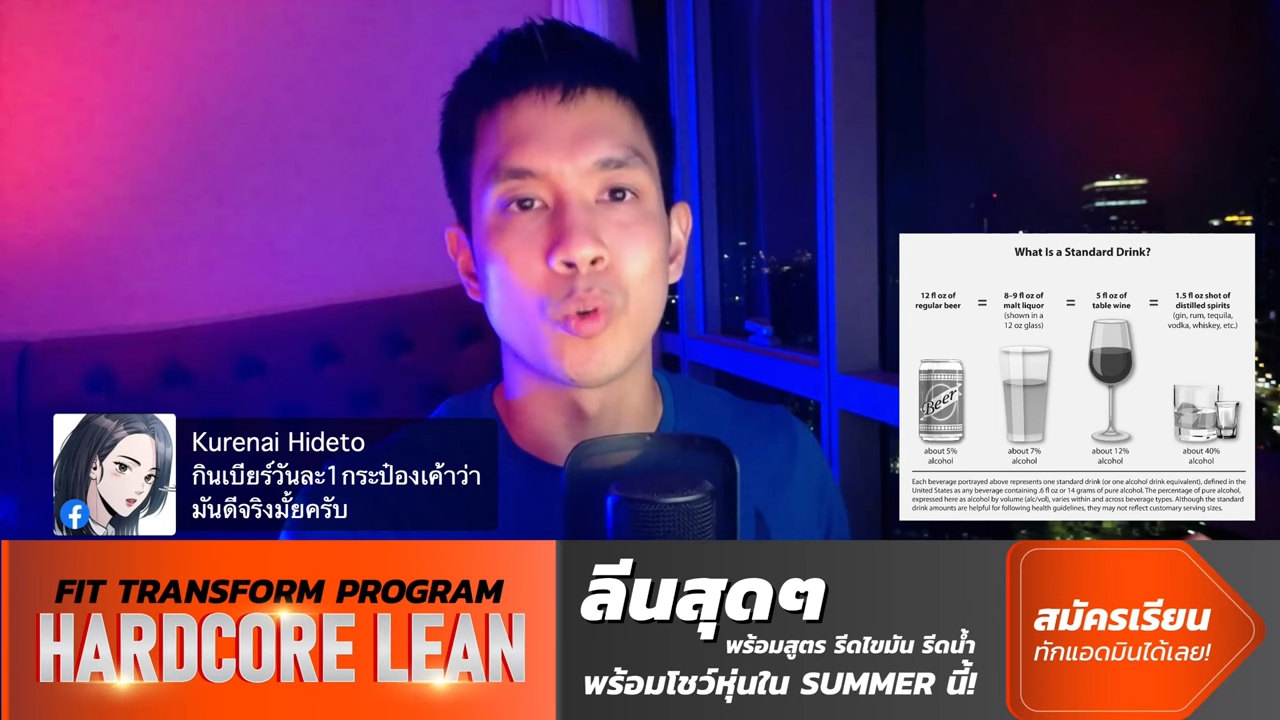 What Is a Standard Drink?
12 fl oz of
regular beer
=
8–9 fl oz of
malt liquor
(shown in a
12 oz glass)
=
5 fl oz of
table wine
=
1.5 fl oz shot of
distilled spirits
(gin, rum, tequila,
vodka, whiskey, etc.)
Beer
about 5%
alcohol
about 7%
alcohol
about 12%
alcohol
about 40%
alcohol
Each beverage portrayed above represents one standard drink (or one alcohol drink equivalent), defined in the
United States as any beverage containing .6 fl oz or 14 grams of pure alcohol. The percentage of pure alcohol,
expressed here as alcohol by volume (alc/vol), varies within and across beverage types. Although the standard
drink amounts are helpful for following health guidelines, they may not reflect customary serving sizes.
Kurenai Hideto
กินเบียร์วันละ1กระป๋องเค้าว่า
มันดีจริงมั้ยครับ
FIT TRANSFORM PROGRAM
HARDCORE LEAN
ลีนสุดๆ
พร้อมสูตร รีดไขมัน รีดน้ำ
พร้อมโชว์หุ่นใน SUMMER นี้!
สมัครเรียน
ทักแอดมินได้เลย!